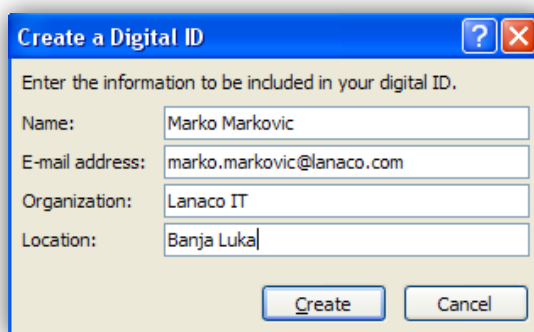 Create a Digital ID
Enter the information to be included in your digital ID.
Name: Marko Markovic
E-mail address: marko.markovic@lanaco.com
Organization: Lanaco IT
Location: Banja Luka
Create Cancel